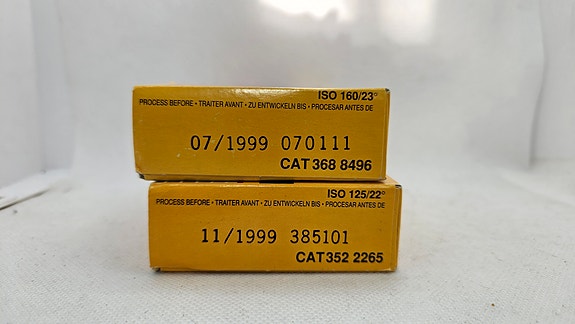 ISO 160/23°
PROCESS BEFORE • TRAITER AVANT • ZU ENTWICKELN BIS • PROCESAR ANTES DE
07/1999 070111
CAT 368 8496
ISO 125/22°
PROCESS BEFORE • TRAITER AVANT • ZU ENTWICKELN BIS • PROCESAR ANTES DE
11/1999 385101
CAT 352 2265